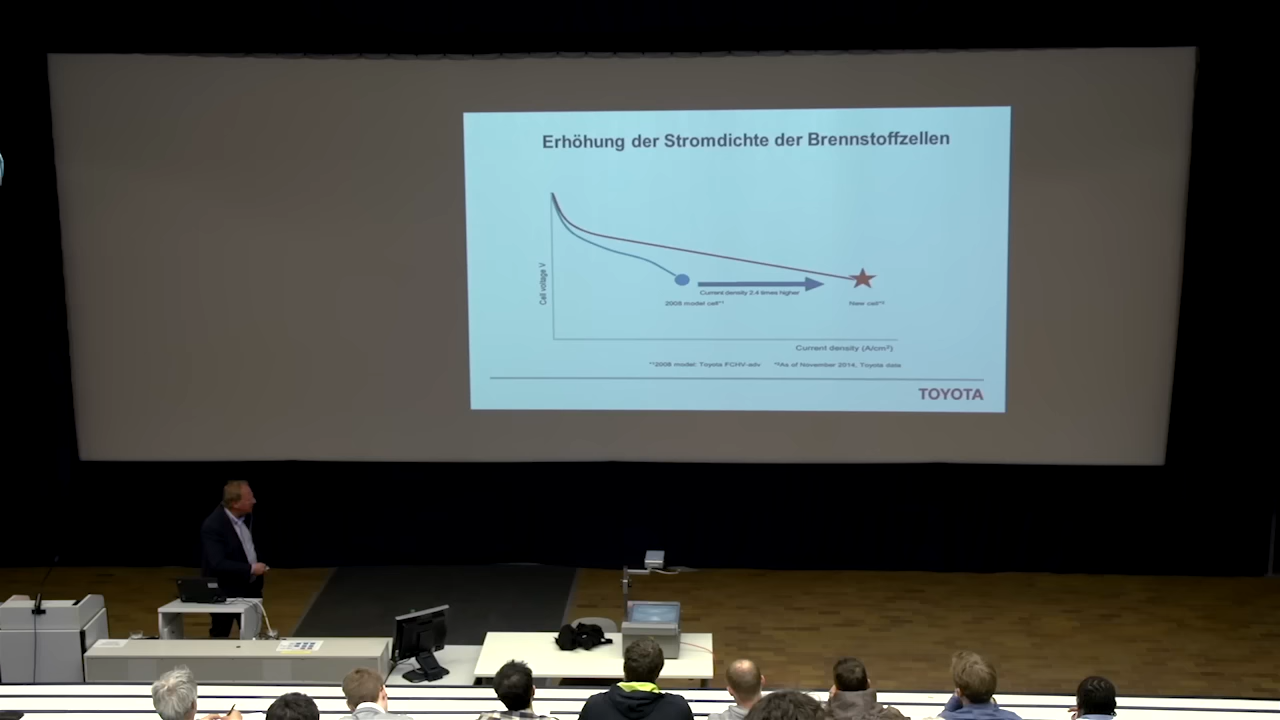 Erhöhung der Stromdichte der Brennstoffzellen
Cell voltage V
Current density 2.4 times higher
2008 model cell*¹
New cell*²
Current density (A/cm²)
*¹2008 model: Toyota FCHV-adv *²As of November 2014, Toyota data
TOYOTA